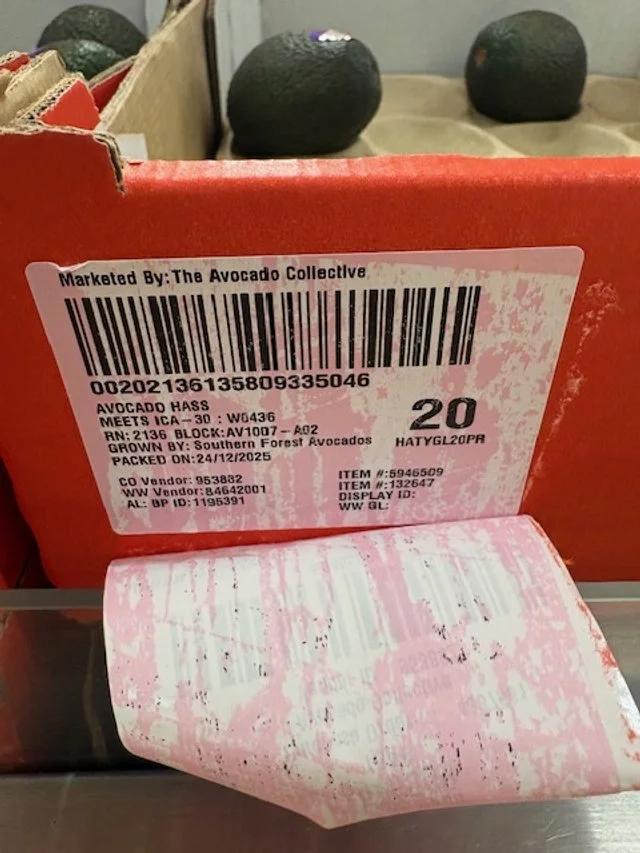 Marketed By: The Avocado Collective
00202136135809335046
AVOCADO HASS
MEETS ICA-30 : W0436
RN: 2136 BLOCK:AV1007-A02
GROWN BY: Southern Forest Avocados
PACKED ON:24/12/2025
20
HATYGL20PR
CO Vendor: 953882
WW Vendor:84642001
AL: BP ID:1195391
ITEM #:5946509
ITEM #:132647
DISPLAY ID:
WW GL: